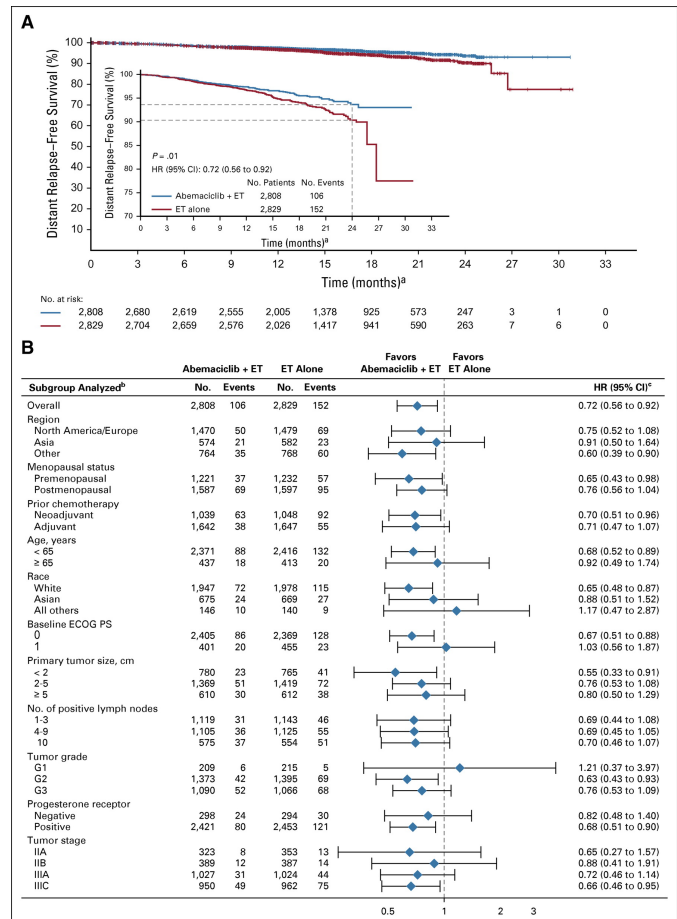 A
Distant Relapse–Free Survival (%)
100
90
80
70
60
50
40
30
20
10
Distant Relapse–Free Survival (%)
100
95
90
85
80
75
70
P = .01
HR (95% CI): 0.72 (0.56 to 0.92)
No. Patients No. Events
Abemaciclib + ET 2,808 106
ET alone 2,829 152
0 3 6 9 12 15 18 21 24 27 30 33
Time (months)a
0 3 6 9 12 15 18 21 24 27 30 33
Time (months)a
No. at risk:
2,808 2,680 2,619 2,555 2,005 1,378 925 573 247 3 1 0
2,829 2,704 2,659 2,576 2,026 1,417 941 590 263 7 6 0
B
Favors Favors
Abemaciclib + ET ET Alone Abemaciclib + ET ET Alone
Subgroup Analyzedb No. Events No. Events HR (95% CI)c
Overall 2,808 106 2,829 152 0.72 (0.56 to 0.92)
Region
North America/Europe 1,470 50 1,479 69 0.75 (0.52 to 1.08)
Asia 574 21 582 23 0.91 (0.50 to 1.64)
Other 764 35 768 60 0.60 (0.39 to 0.90)
Menopausal status
Premenopausal 1,221 37 1,232 57 0.65 (0.43 to 0.98)
Postmenopausal 1,587 69 1,597 95 0.76 (0.56 to 1.04)
Prior chemotherapy
Neoadjuvant 1,039 63 1,048 92 0.70 (0.51 to 0.96)
Adjuvant 1,642 38 1,647 55 0.71 (0.47 to 1.07)
Age, years
< 65 2,371 88 2,416 132 0.68 (0.52 to 0.89)
≥ 65 437 18 413 20 0.92 (0.49 to 1.74)
Race
White 1,947 72 1,978 115 0.65 (0.48 to 0.87)
Asian 675 24 669 27 0.88 (0.51 to 1.52)
All others 146 10 140 9 1.17 (0.47 to 2.87)
Baseline ECOG PS
0 2,405 86 2,369 128 0.67 (0.51 to 0.88)
1 401 20 455 23 1.03 (0.56 to 1.87)
Primary tumor size, cm
< 2 780 23 765 41 0.55 (0.33 to 0.91)
2-5 1,369 51 1,419 72 0.76 (0.53 to 1.08)
≥ 5 610 30 612 38 0.80 (0.50 to 1.29)
No. of positive lymph nodes
1-3 1,119 31 1,143 46 0.69 (0.44 to 1.08)
4-9 1,105 36 1,125 55 0.69 (0.45 to 1.05)
10 575 37 554 51 0.70 (0.46 to 1.07)
Tumor grade
G1 209 6 215 5 1.21 (0.37 to 3.97)
G2 1,373 42 1,395 69 0.63 (0.43 to 0.93)
G3 1,090 52 1,066 68 0.76 (0.53 to 1.09)
Progesterone receptor
Negative 298 24 294 30 0.82 (0.48 to 1.40)
Positive 2,421 80 2,453 121 0.68 (0.51 to 0.90)
Tumor stage
IIA 323 8 353 13 0.65 (0.27 to 1.57)
IIB 389 12 387 14 0.88 (0.41 to 1.91)
IIIA 1,027 31 1,024 44 0.72 (0.46 to 1.14)
IIIC 950 49 962 75 0.66 (0.46 to 0.95)
0.5 1 2 3